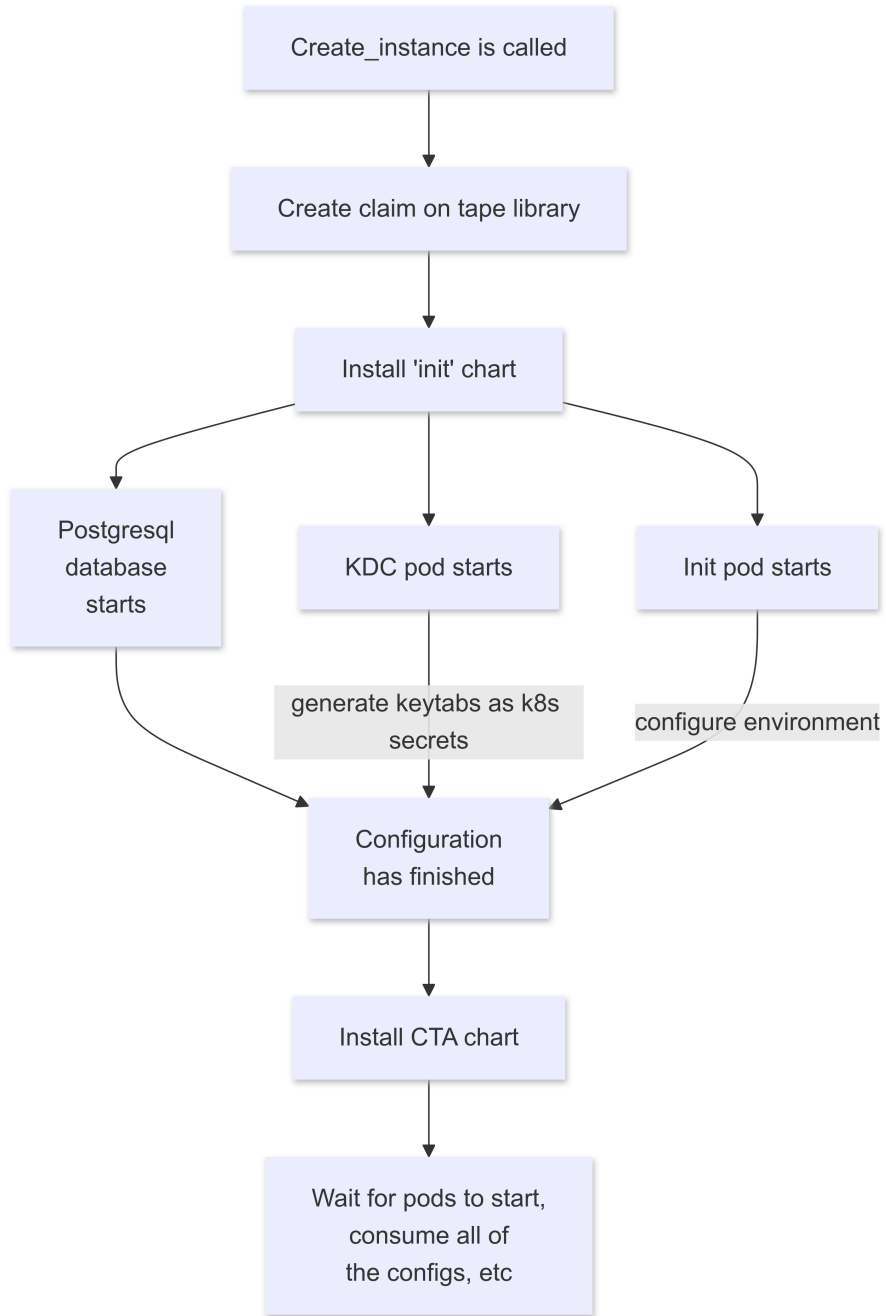 Create_instance is called
Create claim on tape library
Install 'init' chart
Postgresql
database
starts
KDC pod starts
Init pod starts
generate keytabs as k8s
secrets
configure environment
Configuration
has finished
Install CTA chart
Wait for pods to start,
consume all of
the configs, etc